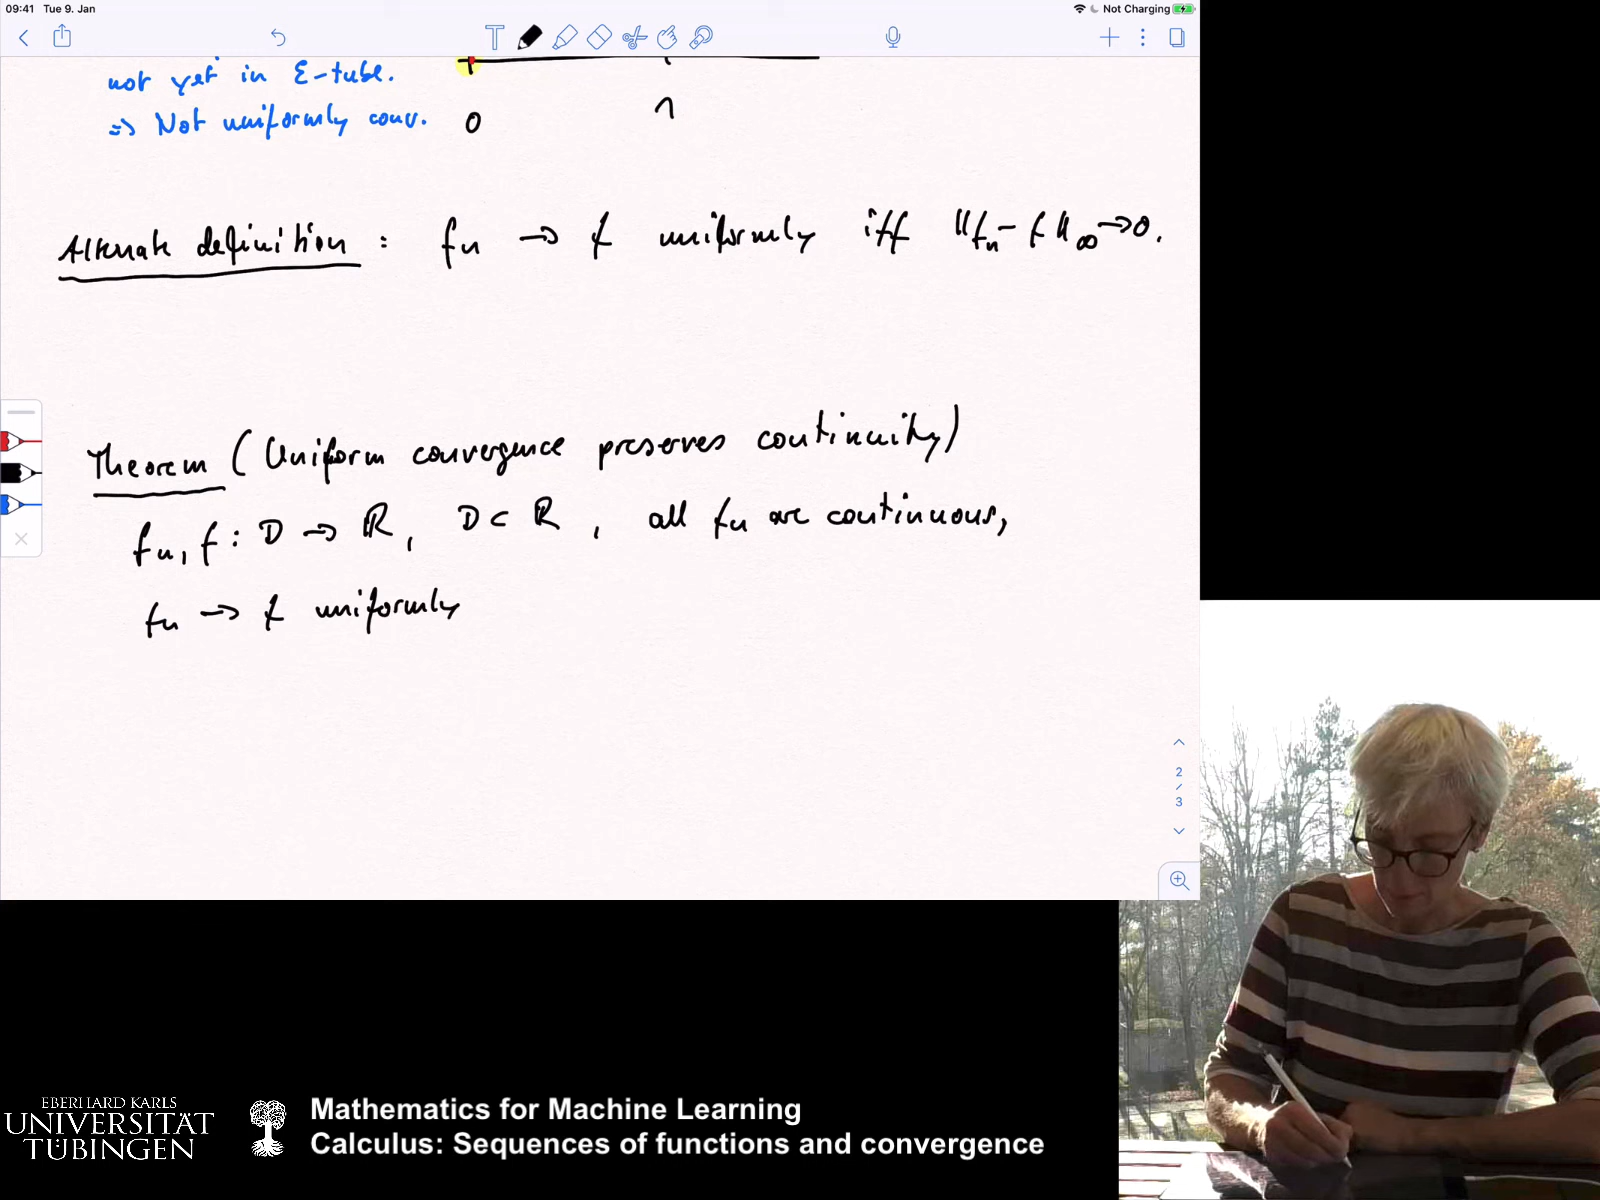 09:41 Tue 9. Jan
Not Charging
not yet in ε-tube.
=> Not uniformly conv.
0
1
Alternate definition : fn → f uniformly iff ||fn - f||∞ → 0.
Theorem (Uniform convergence preserves continuity)
fn, f : D → ℝ, D ⊂ ℝ, all fn are continuous,
fn → f uniformly
2
/
3
EBERHARD KARLS
UNIVERSITÄT
TÜBINGEN
Mathematics for Machine Learning
Calculus: Sequences of functions and convergence